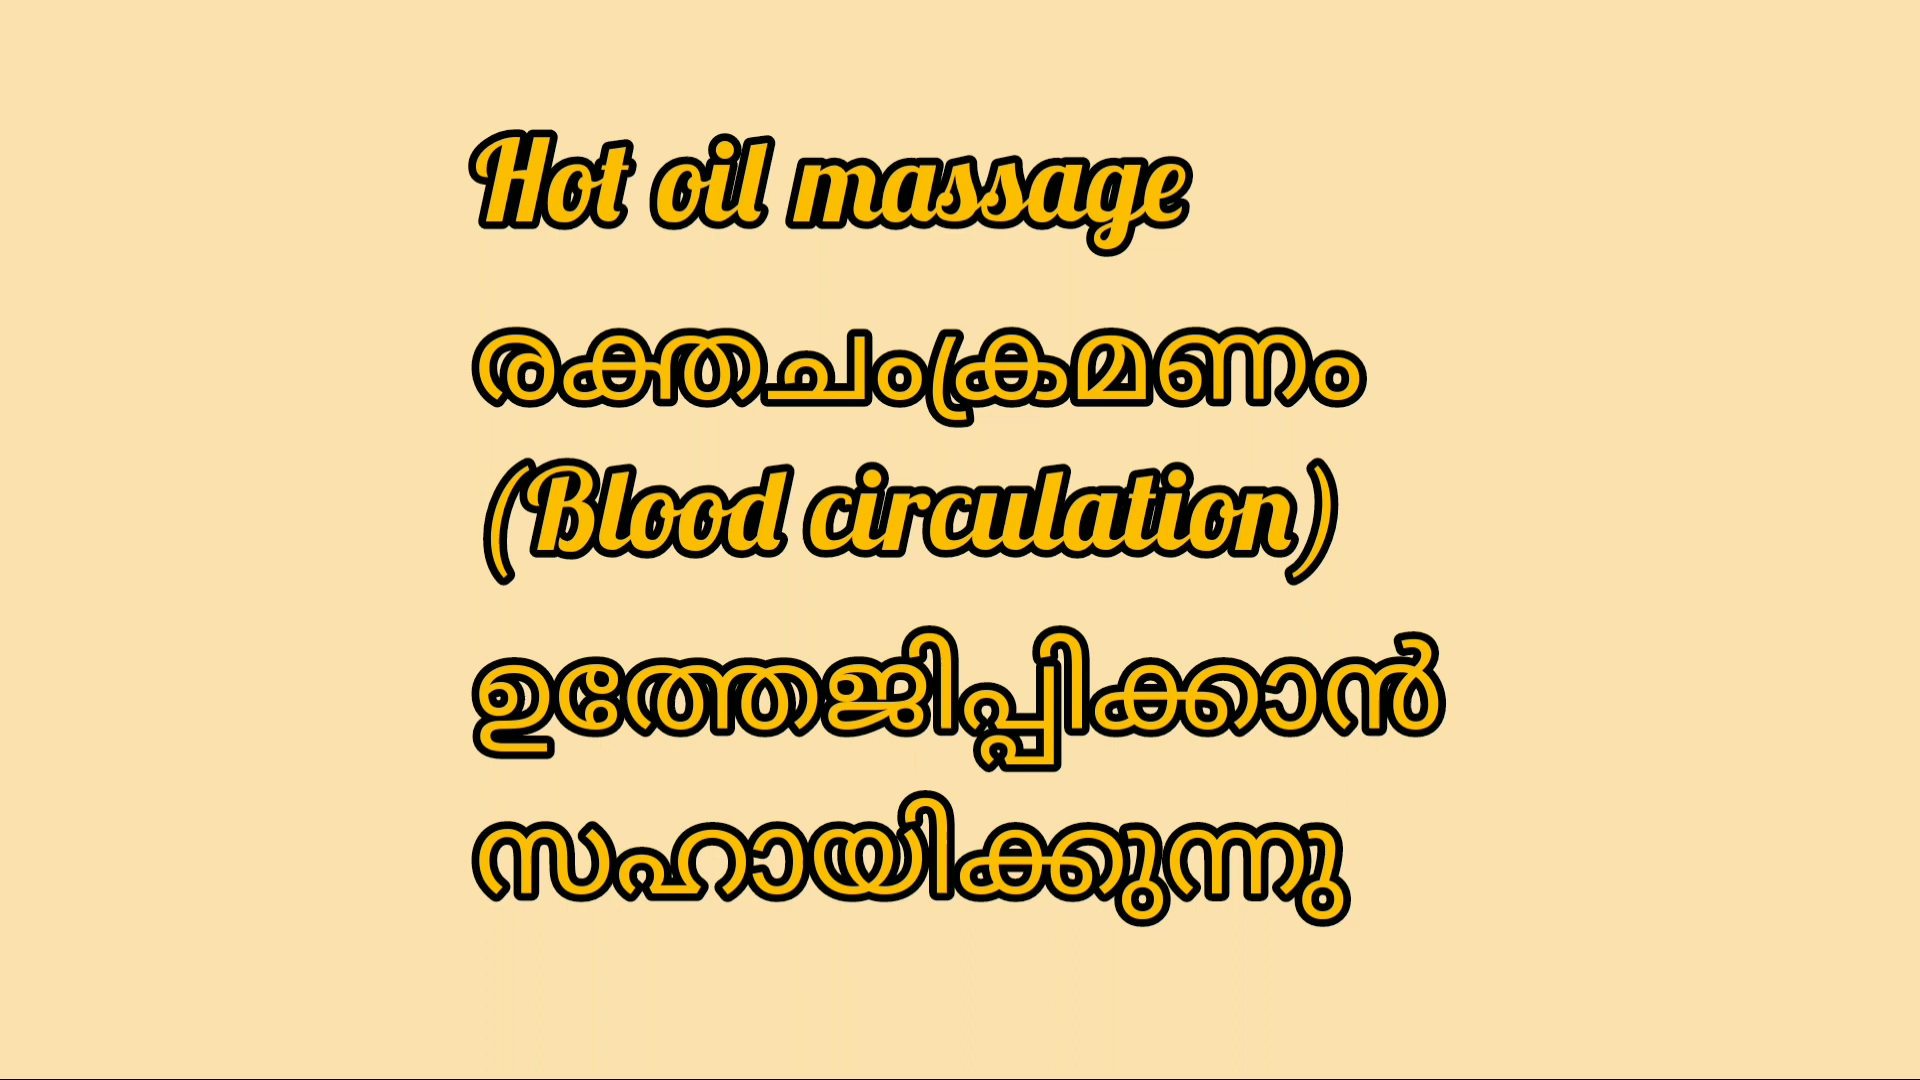 Hot oil massage
രക്തചംക്രമണം
(Blood circulation)
ഉത്തേജിപ്പിക്കാൻ
സഹായിക്കുന്നു